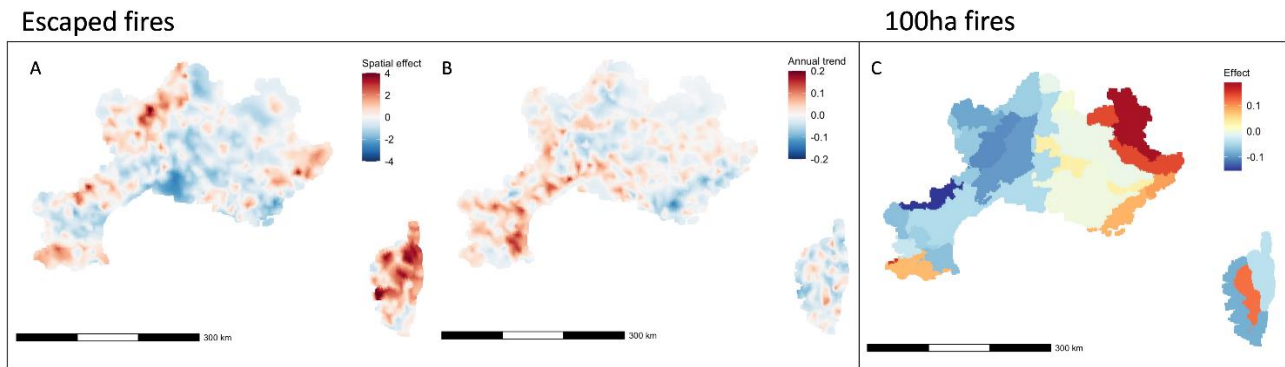 Escaped fires
100ha fires
A
Spatial effect
4
2
0
-2
-4
300 km
B
Annual trend
0.2
0.1
0.0
-0.1
-0.2
300 km
C
Effect
0.1
0.0
-0.1
300 km